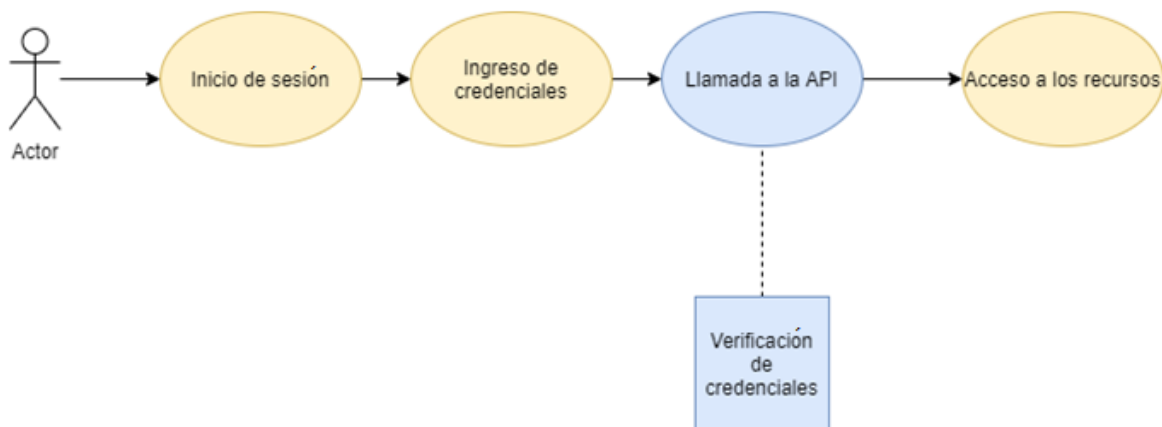 Actor
Inicio de sesión
Ingreso de
credenciales
Llamada a la API
Acceso a los recursos
Verificación
de
credenciales